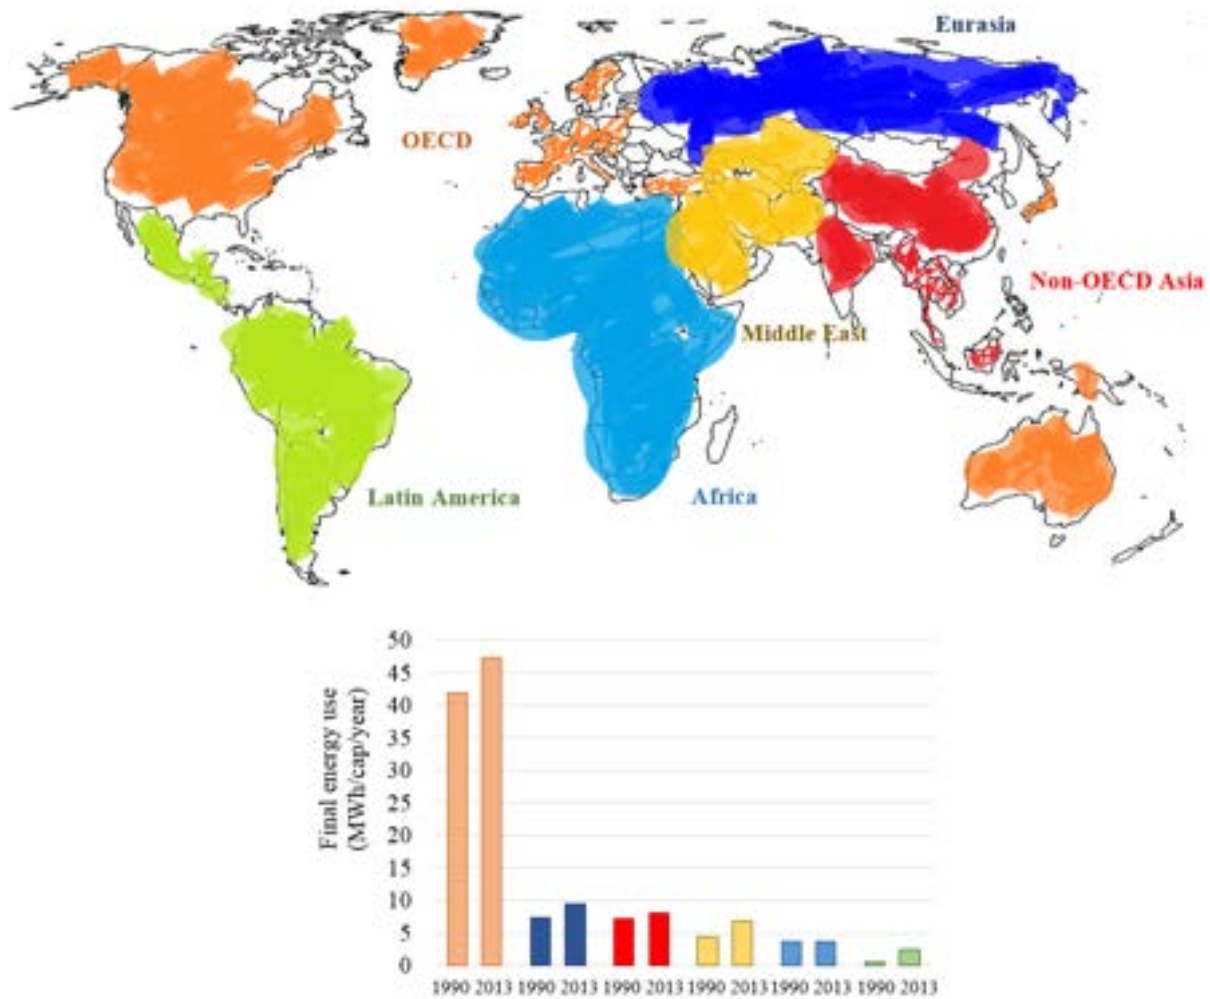 Eurasia
OECD
Non-OECD Asia
Middle East
Latin America
Africa
Final energy use
(MWh/cap/year)
50
45
40
35
30
25
20
15
10
5
0
1990 2013 1990 2013 1990 2013 1990 2013 1990 2013 1990 2013